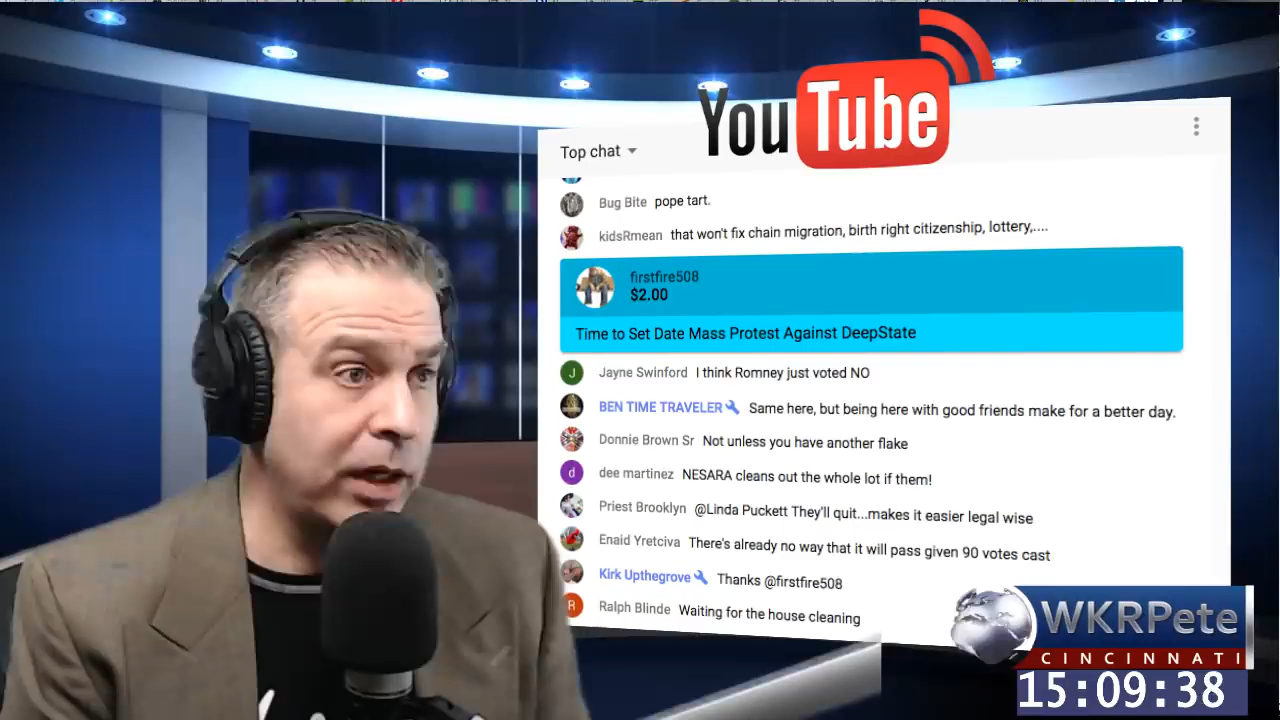 YouTube
Top chat
Bug Bite pope tart.
kidsRmean that won't fix chain migration, birth right citizenship, lottery,....
firstfire508
$2.00
Time to Set Date Mass Protest Against DeepState
J Jayne Swinford I think Romney just voted NO
BEN TIME TRAVELER Same here, but being here with good friends make for a better day.
Donnie Brown Sr Not unless you have another flake
d dee martinez NESARA cleans out the whole lot if them!
Priest Brooklyn @Linda Puckett They'll quit...makes it easier legal wise
Enaid Yretciva There's already no way that it will pass given 90 votes cast
Kirk Upthegrove Thanks @firstfire508
R Ralph Blinde Waiting for the house cleaning
WKRPete
CINCINNATI
15:09:38